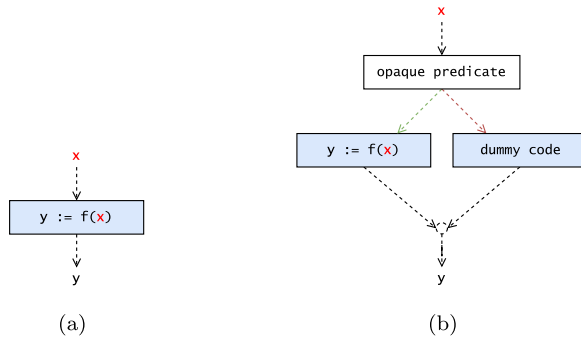 x
y := f(x)
y
(a)
x
opaque predicate
y := f(x)
dummy code
y
(b)